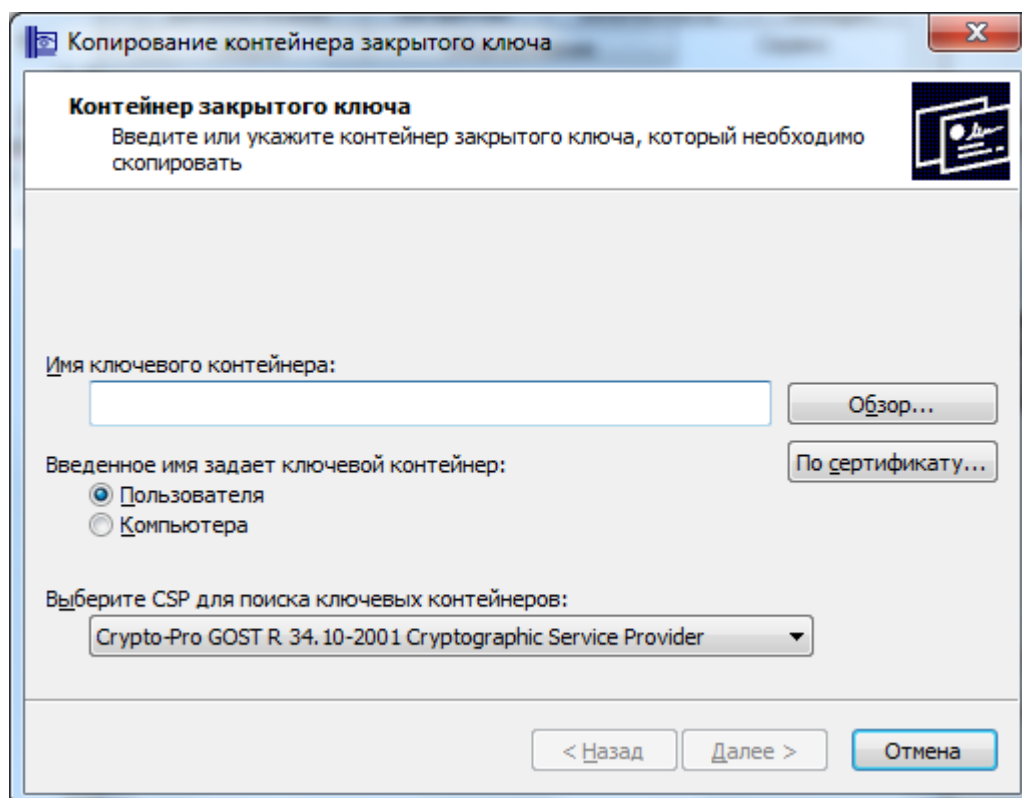 Копирование контейнера закрытого ключа
Контейнер закрытого ключа
Введите или укажите контейнер закрытого ключа, который необходимо
скопировать
Имя ключевого контейнера:
Обзор...
Введенное имя задает ключевой контейнер:
По сертификату...
Пользователя
Компьютера
Выберите CSP для поиска ключевых контейнеров:
Crypto-Pro GOST R 34.10-2001 Cryptographic Service Provider
< Назад
Далее >
Отмена